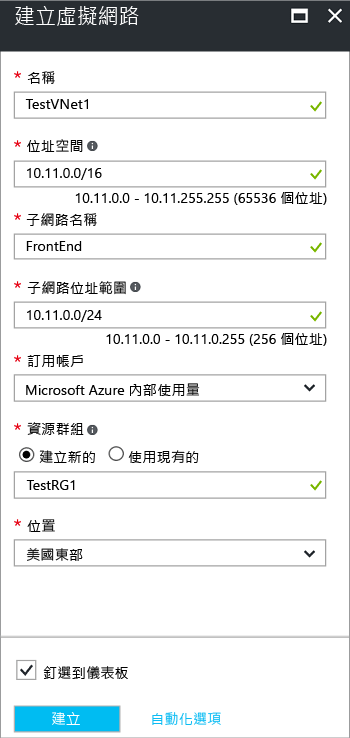 建立虛擬網路
* 名稱
TestVNet1
* 位址空間
10.11.0.0/16
10.11.0.0 - 10.11.255.255 (65536 個位址)
* 子網路名稱
FrontEnd
* 子網路位址範圍
10.11.0.0/24
10.11.0.0 - 10.11.0.255 (256 個位址)
* 訂用帳戶
Microsoft Azure 內部使用量
* 資源群組
建立新的 使用現有的
TestRG1
* 位置
美國東部
釘選到儀表板
建立 自動化選項